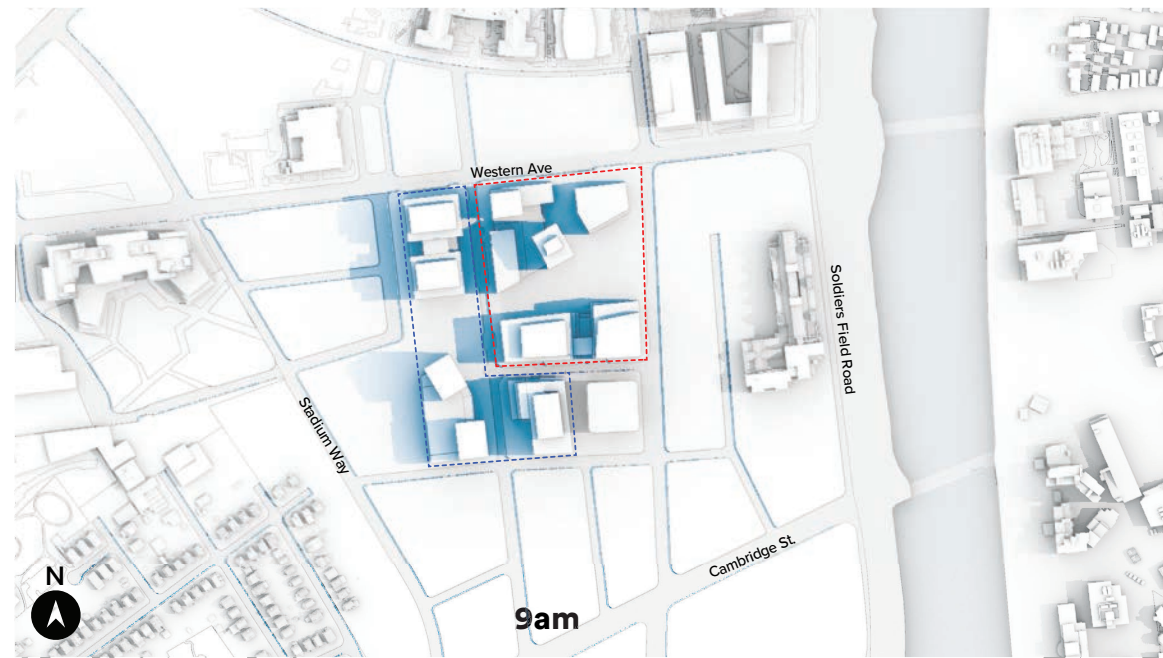 Western Ave
Soldiers Field Road
Stadium Way
Cambridge St.
N
9am